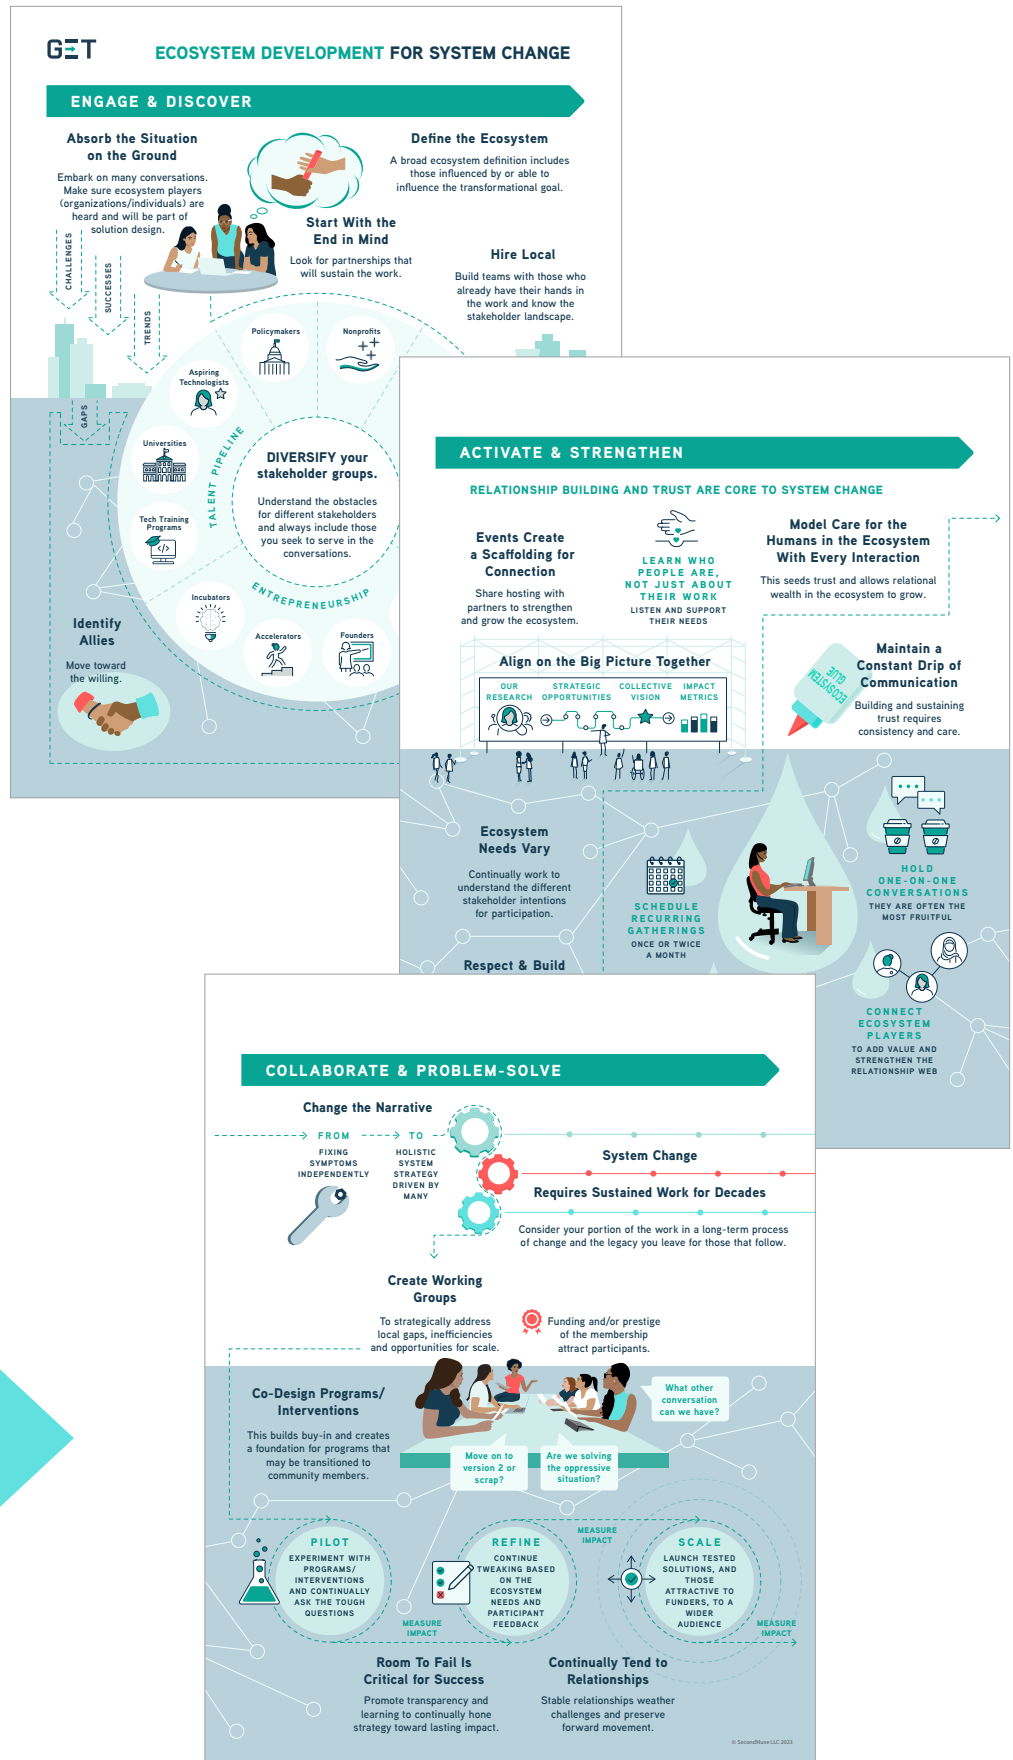 GET
ECOSYSTEM DEVELOPMENT FOR SYSTEM CHANGE
ENGAGE & DISCOVER
Absorb the Situation
on the Ground
Embark on many conversations.
Make sure ecosystem players
(organizations/individuals) are
heard and will be part of
solution design.
Define the Ecosystem
A broad ecosystem definition includes
those influenced by or able to
influence the transformational goal.
Start With the
End in Mind
Look for partnerships that
will sustain the work.
Hire Local
Build teams with those who
already have their hands in
the work and know the
stakeholder landscape.
CHALLENGES
SUCCESSES
TRENDS
GAPS
Policymakers
Nonprofits
Aspiring
Technologists
Universities
Tech Training
Programs
Incubators
Accelerators
Founders
TALENT PIPELINE
ENTREPRENEURSHIP
DIVERSIFY your
stakeholder groups.
Understand the obstacles
for different stakeholders
and always include those
you seek to serve in the
conversations.
Identify
Allies
Move toward
the willing.
ACTIVATE & STRENGTHEN
RELATIONSHIP BUILDING AND TRUST ARE CORE TO SYSTEM CHANGE
Events Create
a Scaffolding for
Connection
Share hosting with
partners to strengthen
and grow the ecosystem.
LEARN WHO
PEOPLE ARE,
NOT JUST ABOUT
THEIR WORK
LISTEN AND SUPPORT
THEIR NEEDS
Model Care for the
Humans in the Ecosystem
With Every Interaction
This seeds trust and allows relational
wealth in the ecosystem to grow.
Align on the Big Picture Together
OUR
RESEARCH
STRATEGIC
OPPORTUNITIES
COLLECTIVE
VISION
IMPACT
METRICS
ECOSYSTEM
GLUE
Maintain a
Constant Drip of
Communication
Building and sustaining
trust requires
consistency and care.
Ecosystem
Needs Vary
Continually work to
understand the different
stakeholder intentions
for participation.
Respect & Build
SCHEDULE
RECURRING
GATHERINGS
ONCE OR TWICE
A MONTH
HOLD
ONE-ON-ONE
CONVERSATIONS
THEY ARE OFTEN THE
MOST FRUITFUL
CONNECT
ECOSYSTEM
PLAYERS
TO ADD VALUE AND
STRENGTHEN THE
RELATIONSHIP WEB
COLLABORATE & PROBLEM-SOLVE
Change the Narrative
FROM
FIXING
SYMPTOMS
INDEPENDENTLY
TO
HOLISTIC
SYSTEM
STRATEGY
DRIVEN BY
MANY
System Change
Requires Sustained Work for Decades
Consider your portion of the work in a long-term process
of change and the legacy you leave for those that follow.
Create Working
Groups
To strategically address
local gaps, inefficiencies
and opportunities for scale.
Funding and/or prestige
of the membership
attract participants.
Co-Design Programs/
Interventions
This builds buy-in and creates
a foundation for programs that
may be transitioned to
community members.
What other
conversation
can we have?
Move on to
version 2 or
scrap?
Are we solving
the oppressive
situation?
PILOT
EXPERIMENT WITH
PROGRAMS/
INTERVENTIONS
AND CONTINUALLY
ASK THE TOUGH
QUESTIONS
MEASURE
IMPACT
REFINE
CONTINUE
TWEAKING BASED
ON THE
ECOSYSTEM
NEEDS AND
PARTICIPANT
FEEDBACK
MEASURE
IMPACT
SCALE
LAUNCH TESTED
SOLUTIONS, AND
THOSE
ATTRACTIVE TO
FUNDERS, TO A
WIDER
AUDIENCE
MEASURE
IMPACT
Room To Fail Is
Critical for Success
Promote transparency and
learning to continually hone
strategy toward lasting impact.
Continually Tend to
Relationships
Stable relationships weather
challenges and preserve
forward movement.
© SecondMuse LLC 2023